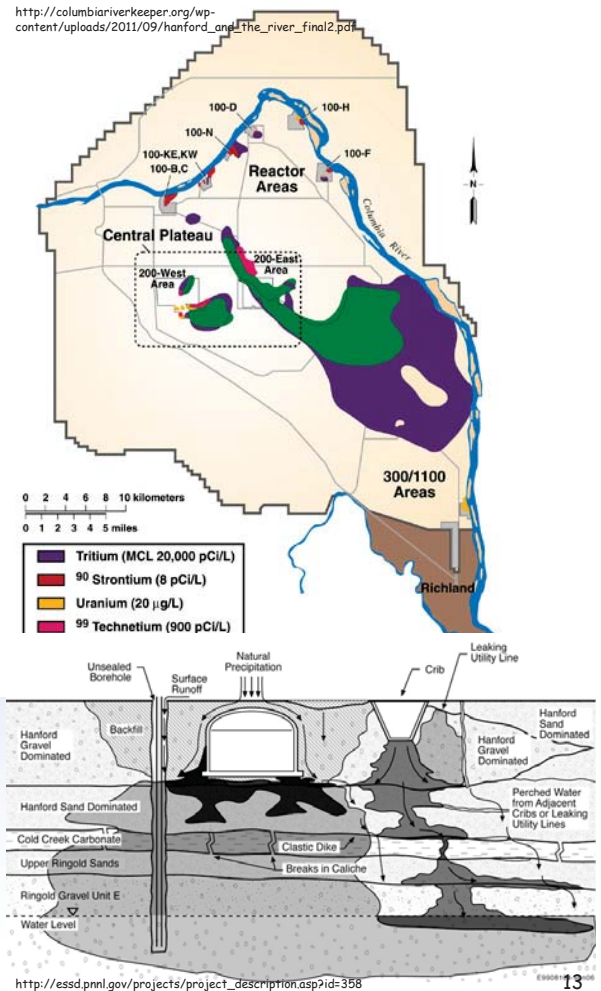 http://columbiariverkeeper.org/wp-
content/uploads/2011/09/hanford_and_the_river_final2.pdf
100-D
100-H
100-N
100-KE,KW
100-F
100-B,C
Reactor
Areas
N
Columbia River
Central Plateau
200-West
Area
200-East
Area
300/1100
Areas
0 2 4 6 8 10 kilometers
0 1 2 3 4 5 miles
Richland
Tritium (MCL 20,000 pCi/L)
90 Strontium (8 pCi/L)
Uranium (20 μg/L)
99 Technetium (900 pCi/L)
Unsealed
Borehole
Surface
Runoff
Natural
Precipitation
Crib
Leaking
Utility Line
Backfill
Hanford
Gravel
Dominated
Hanford
Gravel
Dominated
Hanford
Sand
Dominated
Hanford Sand Dominated
Perched Water
from Adjacent
Cribs or Leaking
Utility Lines
Cold Creek Carbonate
Clastic Dike
Upper Ringold Sands
Breaks in Caliche
Ringold Gravel Unit E
Water Level
http://essd.pnnl.gov/projects/project_description.asp?id=358
13